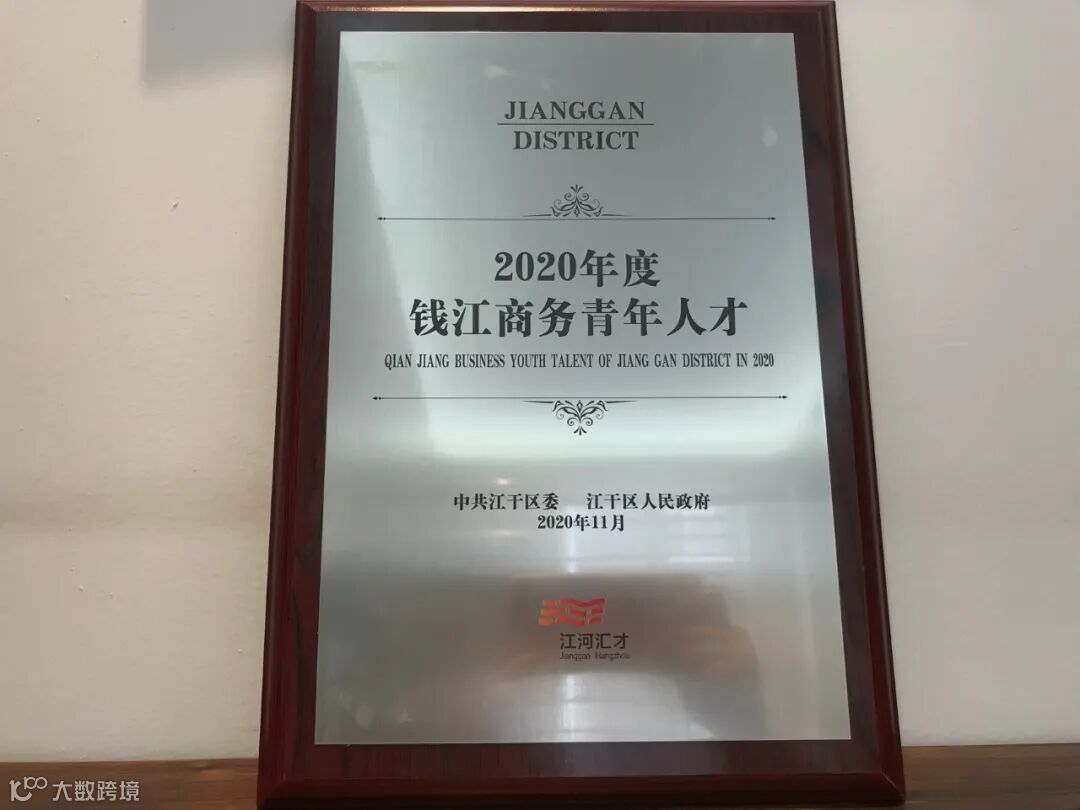 JIANGGAN
DISTRICT
2020年度
钱江商务青年人才
QIAN JIANG BUSINESS YOUTH TALENT OF JIANG GAN DISTRICT IN 2020
中共江干区委 江干区人民政府
2020年11月
江河汇才
Jianggan Hangzhou
大数跨境